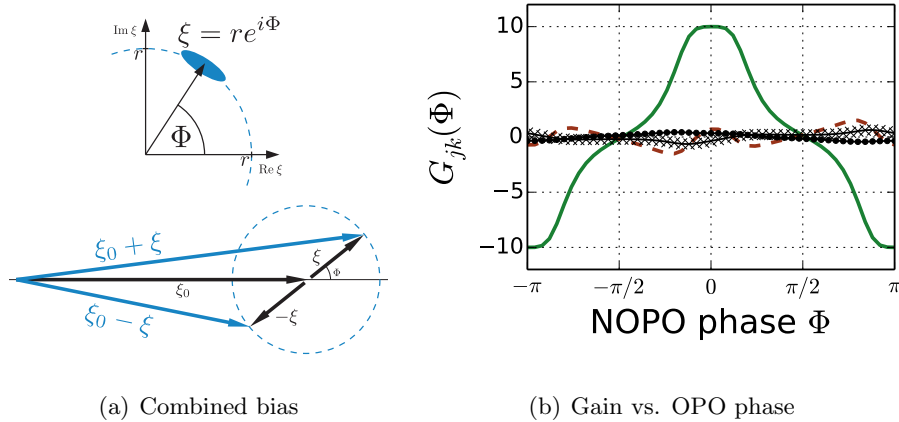 Im ξ
ξ = re^{iΦ}
r
Φ
r
Re ξ
ξ₀ + ξ
ξ
Φ
ξ₀
−ξ
ξ₀ − ξ
(a) Combined bias
G_{jk}(Φ)
10
5
0
−5
−10
−π
−π/2
0
π/2
π
NOPO phase Φ
(b) Gain vs. OPO phase